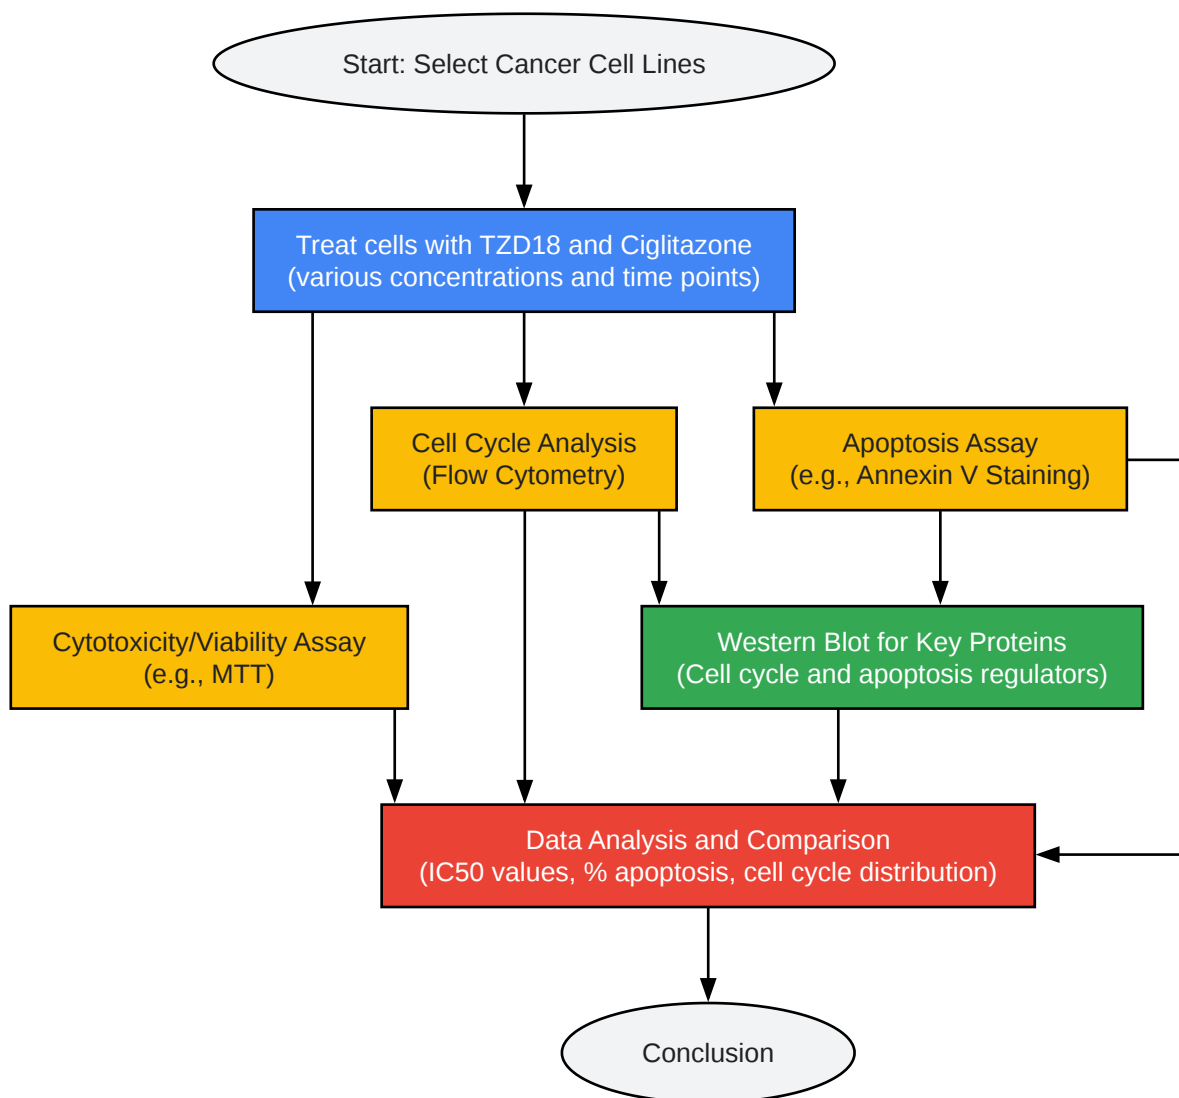 Start: Select Cancer Cell Lines
Treat cells with TZD18 and Ciglitazone
(various concentrations and time points)
Cell Cycle Analysis
(Flow Cytometry)
Apoptosis Assay
(e.g., Annexin V Staining)
Cytotoxicity/Viability Assay
(e.g., MTT)
Western Blot for Key Proteins
(Cell cycle and apoptosis regulators)
Data Analysis and Comparison
(IC50 values, % apoptosis, cell cycle distribution)
Conclusion